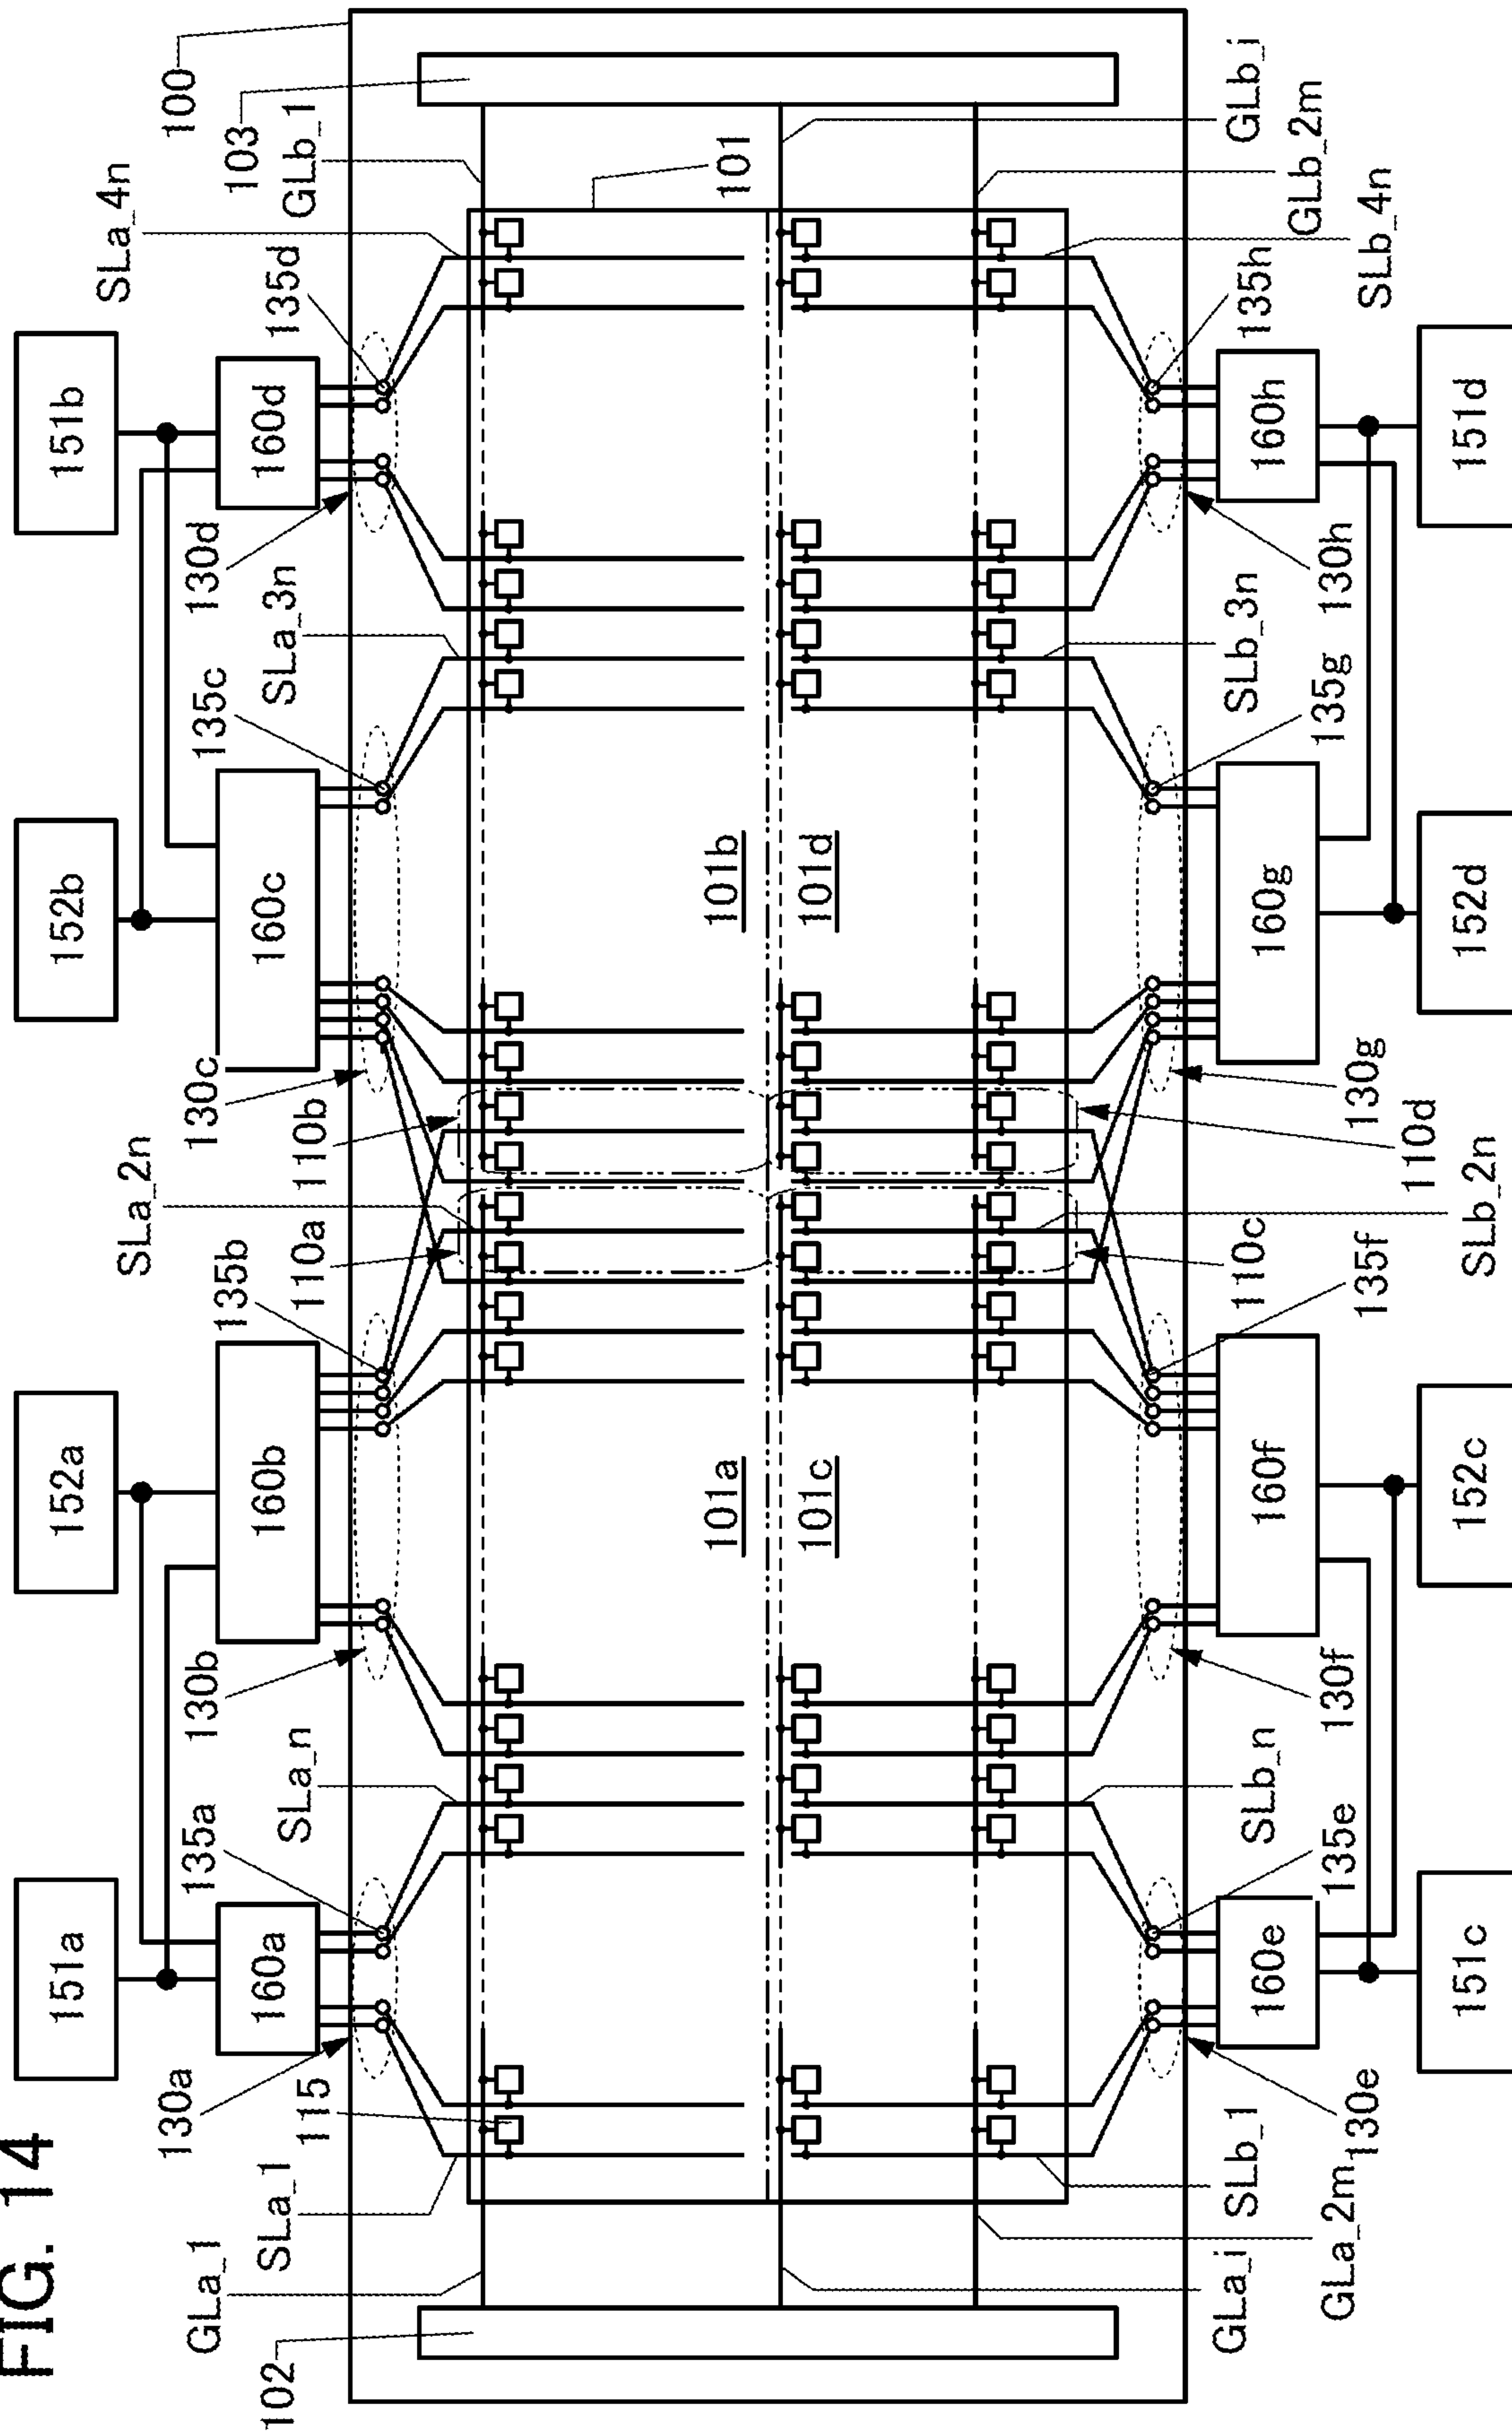 FIG. 14
151a
152a
152b
151b
160a
160b
160c
160d
130a
135a
130b
135b
130c
135c
130d
135d
100
103
102
GLa_1
SLa_1
115
SLa_n
SLa_2n
110a
110b
SLa_3n
SLa_4n
GLb_1
101
101a
101b
101c
101d
GLa_i
GLa_2m
SLb_1
130e
135e
SLb_n
130f
135f
110c
SLb_2n
110d
130g
135g
SLb_3n
130h
135h
SLb_4n
GLb_2m
GLb_i
160e
160f
160g
160h
151c
152c
152d
151d